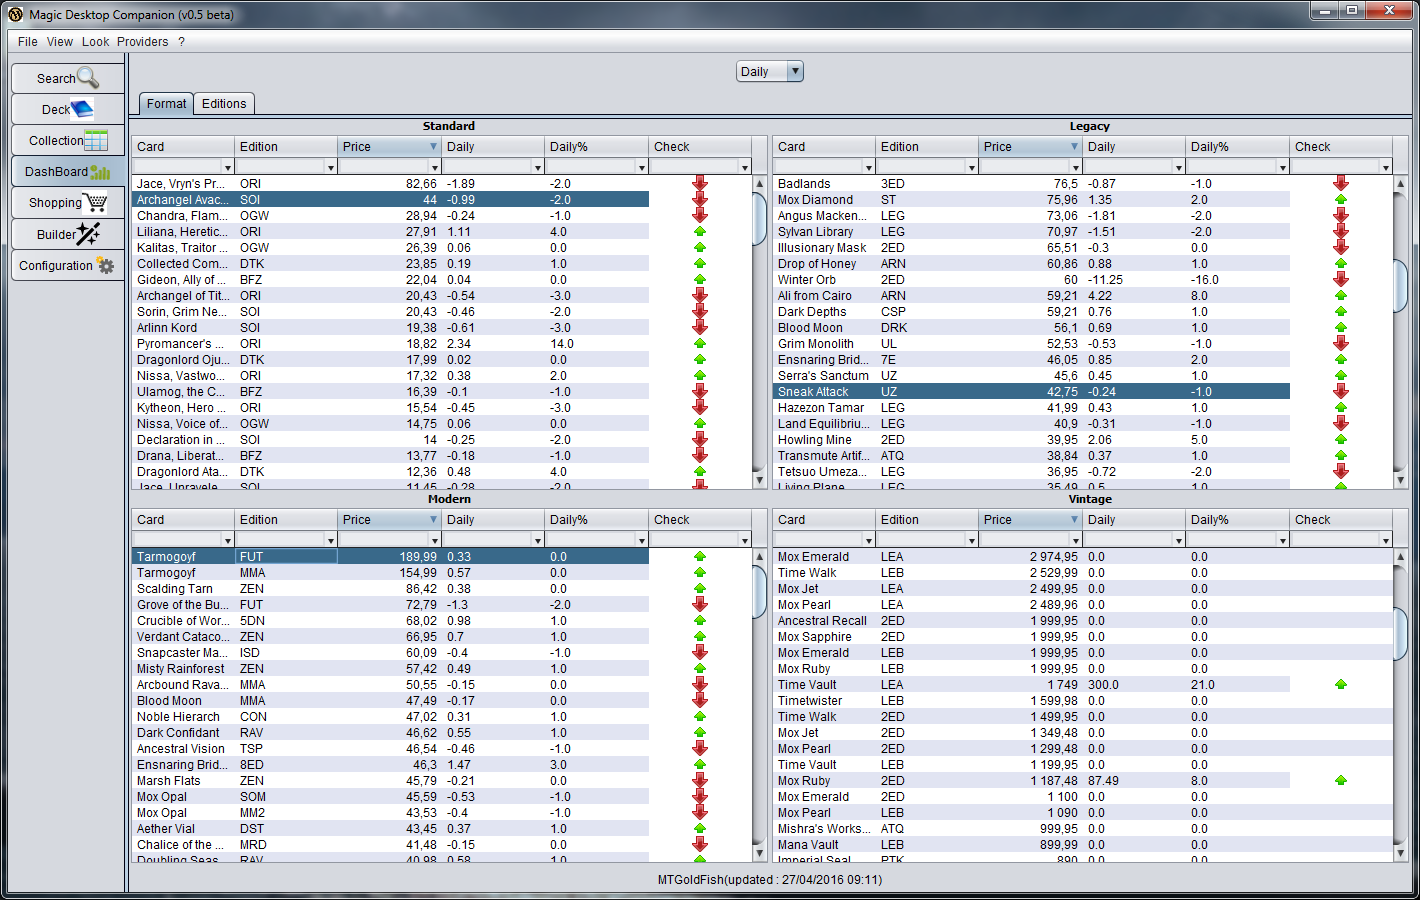 Magic Desktop Companion (v0.5 beta)
File View Look Providers ?
Search
Deck
Collection
DashBoard
Shopping
Builder
Configuration
Daily
Format Editions
Standard
Card Edition Price Daily Daily% Check
Jace, Vryn's Pr... ORI 82,66 -1.89 -2.0
Archangel Avac... SOI 44 -0.99 -2.0
Chandra, Flam... OGW 28,94 -0.24 -1.0
Liliana, Heretic... ORI 27,91 1.11 4.0
Kalitas, Traitor ... OGW 26,39 0.06 0.0
Collected Com... DTK 23,85 0.19 1.0
Gideon, Ally of ... BFZ 22,04 0.04 0.0
Archangel of Tit... ORI 20,43 -0.54 -3.0
Sorin, Grim Ne... SOI 20,43 -0.46 -2.0
Arlinn Kord SOI 19,38 -0.61 -3.0
Pyromancer's ... ORI 18,82 2.34 14.0
Dragonlord Oju... DTK 17,99 0.02 0.0
Nissa, Vastwo... ORI 17,32 0.38 2.0
Ulamog, the C... BFZ 16,39 -0.1 -1.0
Kytheon, Hero ... ORI 15,54 -0.45 -3.0
Nissa, Voice of... OGW 14,75 0.06 0.0
Declaration in ... SOI 14 -0.25 -2.0
Drana, Liberat... BFZ 13,77 -0.18 -1.0
Dragonlord Ata... DTK 12,36 0.48 4.0
Jace, Unravele... SOI 11,45 -0.28 -2.0
Legacy
Card Edition Price Daily Daily% Check
Badlands 3ED 76,5 -0.87 -1.0
Mox Diamond ST 75,96 1.35 2.0
Angus Macken... LEG 73,06 -1.81 -2.0
Sylvan Library LEG 70,97 -1.51 -2.0
Illusionary Mask 2ED 65,51 -0.3 0.0
Drop of Honey ARN 60,86 0.88 1.0
Winter Orb 2ED 60 -11.25 -16.0
Ali from Cairo ARN 59,21 4.22 8.0
Dark Depths CSP 59,21 0.76 1.0
Blood Moon DRK 56,1 0.69 1.0
Grim Monolith UL 52,53 -0.53 -1.0
Ensnaring Brid... 7E 46,05 0.85 2.0
Serra's Sanctum UZ 45,6 0.45 1.0
Sneak Attack UZ 42,75 -0.24 -1.0
Hazezon Tamar LEG 41,99 0.43 1.0
Land Equilibriu... LEG 40,9 -0.31 -1.0
Howling Mine 2ED 39,95 2.06 5.0
Transmute Artif... ATQ 38,84 0.37 1.0
Tetsuo Umeza... LEG 36,95 -0.72 -2.0
Living Plane LEG 35,49 0.5 1.0
Modern
Card Edition Price Daily Daily% Check
Tarmogoyf FUT 189,99 0.33 0.0
Tarmogoyf MMA 154,99 0.57 0.0
Scalding Tarn ZEN 86,42 0.38 0.0
Grove of the Bu... FUT 72,79 -1.3 -2.0
Crucible of Wor... 5DN 68,02 0.98 1.0
Verdant Cataco... ZEN 66,95 0.7 1.0
Snapcaster Ma... ISD 60,09 -0.4 -1.0
Misty Rainforest ZEN 57,42 0.49 1.0
Arcbound Rava... MMA 50,55 -0.15 0.0
Blood Moon MMA 47,49 -0.17 0.0
Noble Hierarch CON 47,02 0.31 1.0
Dark Confidant RAV 46,62 0.55 1.0
Ancestral Vision TSP 46,54 -0.46 -1.0
Ensnaring Brid... 8ED 46,3 1.47 3.0
Marsh Flats ZEN 45,79 -0.21 0.0
Mox Opal SOM 45,59 -0.53 -1.0
Mox Opal MM2 43,53 -0.4 -1.0
Aether Vial DST 43,45 0.37 1.0
Chalice of the ... MRD 41,48 -0.15 0.0
Doubling Seas... RAV 40,98 0.58 1.0
Vintage
Card Edition Price Daily Daily% Check
Mox Emerald LEA 2 974,95 0.0 0.0
Time Walk LEB 2 529,99 0.0 0.0
Mox Jet LEA 2 499,95 0.0 0.0
Mox Pearl LEA 2 489,96 0.0 0.0
Ancestral Recall 2ED 1 999,95 0.0 0.0
Mox Sapphire 2ED 1 999,95 0.0 0.0
Mox Emerald LEB 1 999,95 0.0 0.0
Mox Ruby LEB 1 999,95 0.0 0.0
Time Vault LEA 1 749 300.0 21.0
Timetwister LEB 1 599,98 0.0 0.0
Time Walk 2ED 1 499,95 0.0 0.0
Mox Jet 2ED 1 349,48 0.0 0.0
Mox Pearl 2ED 1 299,48 0.0 0.0
Time Vault LEB 1 199,95 0.0 0.0
Mox Ruby 2ED 1 187,48 87.49 8.0
Mox Emerald 2ED 1 100 0.0 0.0
Mox Pearl LEB 1 090 0.0 0.0
Mishra's Works... ATQ 999,95 0.0 0.0
Mana Vault LEB 899,99 0.0 0.0
Imperial Seal PTK 890 0.0 0.0
MTGoldFish(updated : 27/04/2016 09:11)